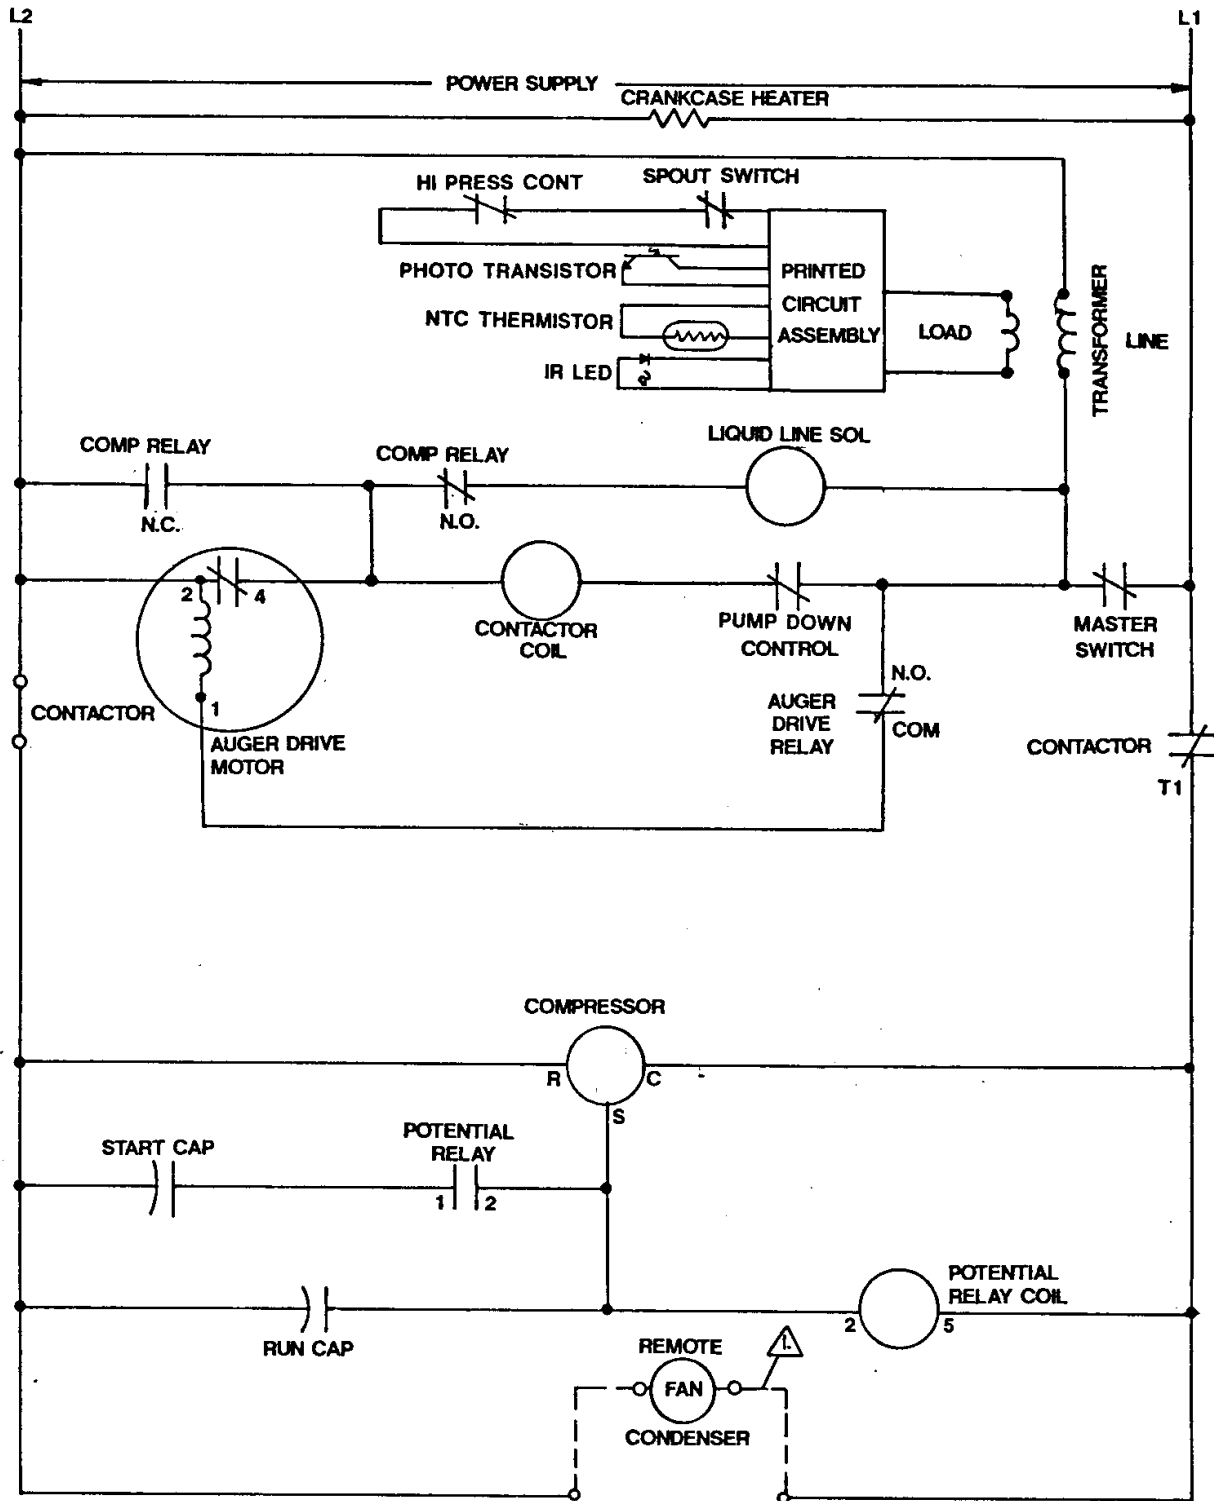 L2
L1
POWER SUPPLY
CRANKCASE HEATER
HI PRESS CONT
SPOUT SWITCH
PHOTO TRANSISTOR
PRINTED
CIRCUIT
ASSEMBLY
NTC THERMISTOR
IR LED
LOAD
TRANSFORMER
LINE
COMP RELAY
N.C.
COMP RELAY
N.O.
LIQUID LINE SOL
2
4
1
CONTACTOR
COIL
PUMP DOWN
CONTROL
MASTER
SWITCH
CONTACTOR
AUGER DRIVE
MOTOR
N.O.
AUGER
DRIVE
RELAY
COM
CONTACTOR
T1
COMPRESSOR
R
C
S
START CAP
POTENTIAL
RELAY
1
2
RUN CAP
POTENTIAL
RELAY COIL
2
5
REMOTE
1.
FAN
CONDENSER